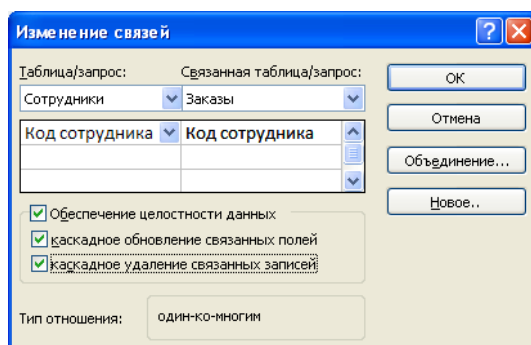 Изменение связей
Таблица/запрос: Связанная таблица/запрос:
Сотрудники Заказы
Код сотрудника Код сотрудника
Обеспечение целостности данных
каскадное обновление связанных полей
каскадное удаление связанных записей
Тип отношения: один-ко-многим
ОК
Отмена
Объединение...
Новое..